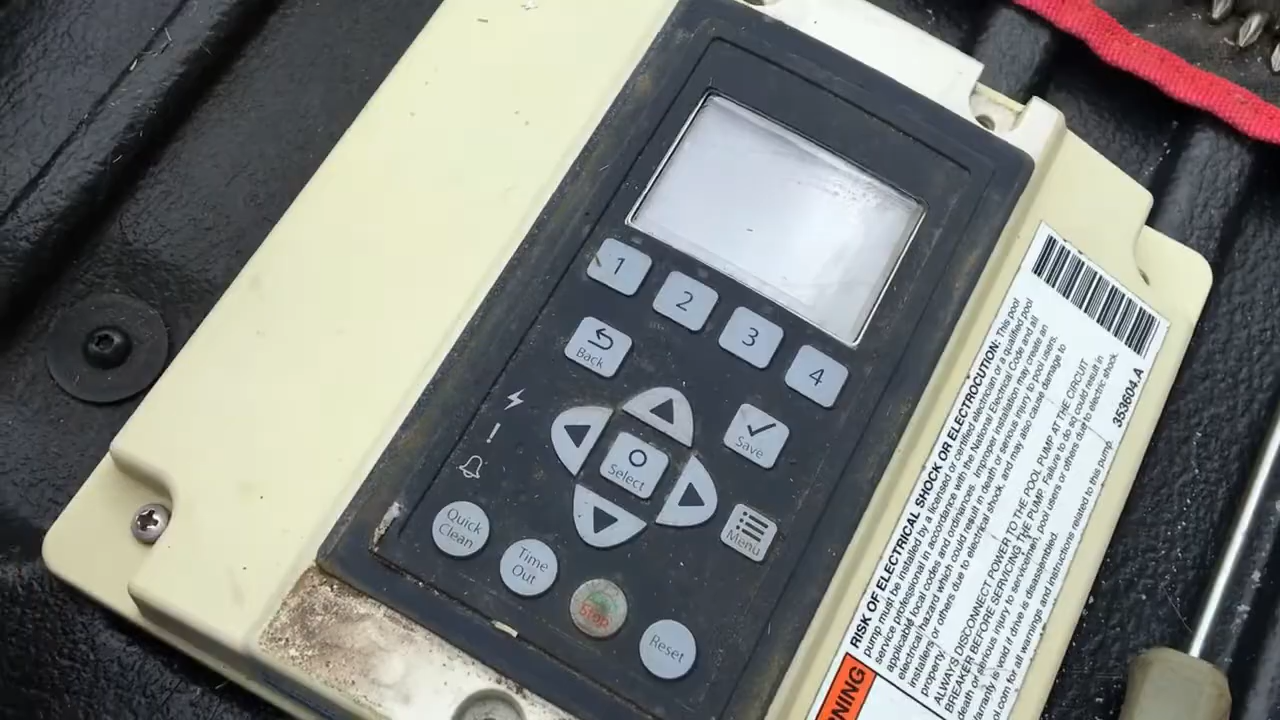 1
2
3
4
Back
Save
Select
Menu
Quick
Clean
Time
Out
Stop
Reset
RISK OF ELECTRICAL SHOCK OR ELECTROCUTION: This pool
pump must be installed by a licensed or certified electrician or a qualified pool
service professional in accordance with the National Electrical Code and all
applicable local codes and ordinances. Improper installation may create an
electrical hazard which could result in death or serious injury to pool users,
installers or others due to electrical shock, and may also cause damage to
property.
ALWAYS DISCONNECT POWER TO THE POOL PUMP AT THE CIRCUIT
BREAKER BEFORE SERVICING THE PUMP. Failure to do so could result in
death or serious injury to servicemen, pool users or others due to electric shock.
is void if drive is disassembled.
for all warnings and instructions related to this pump.
353604.A